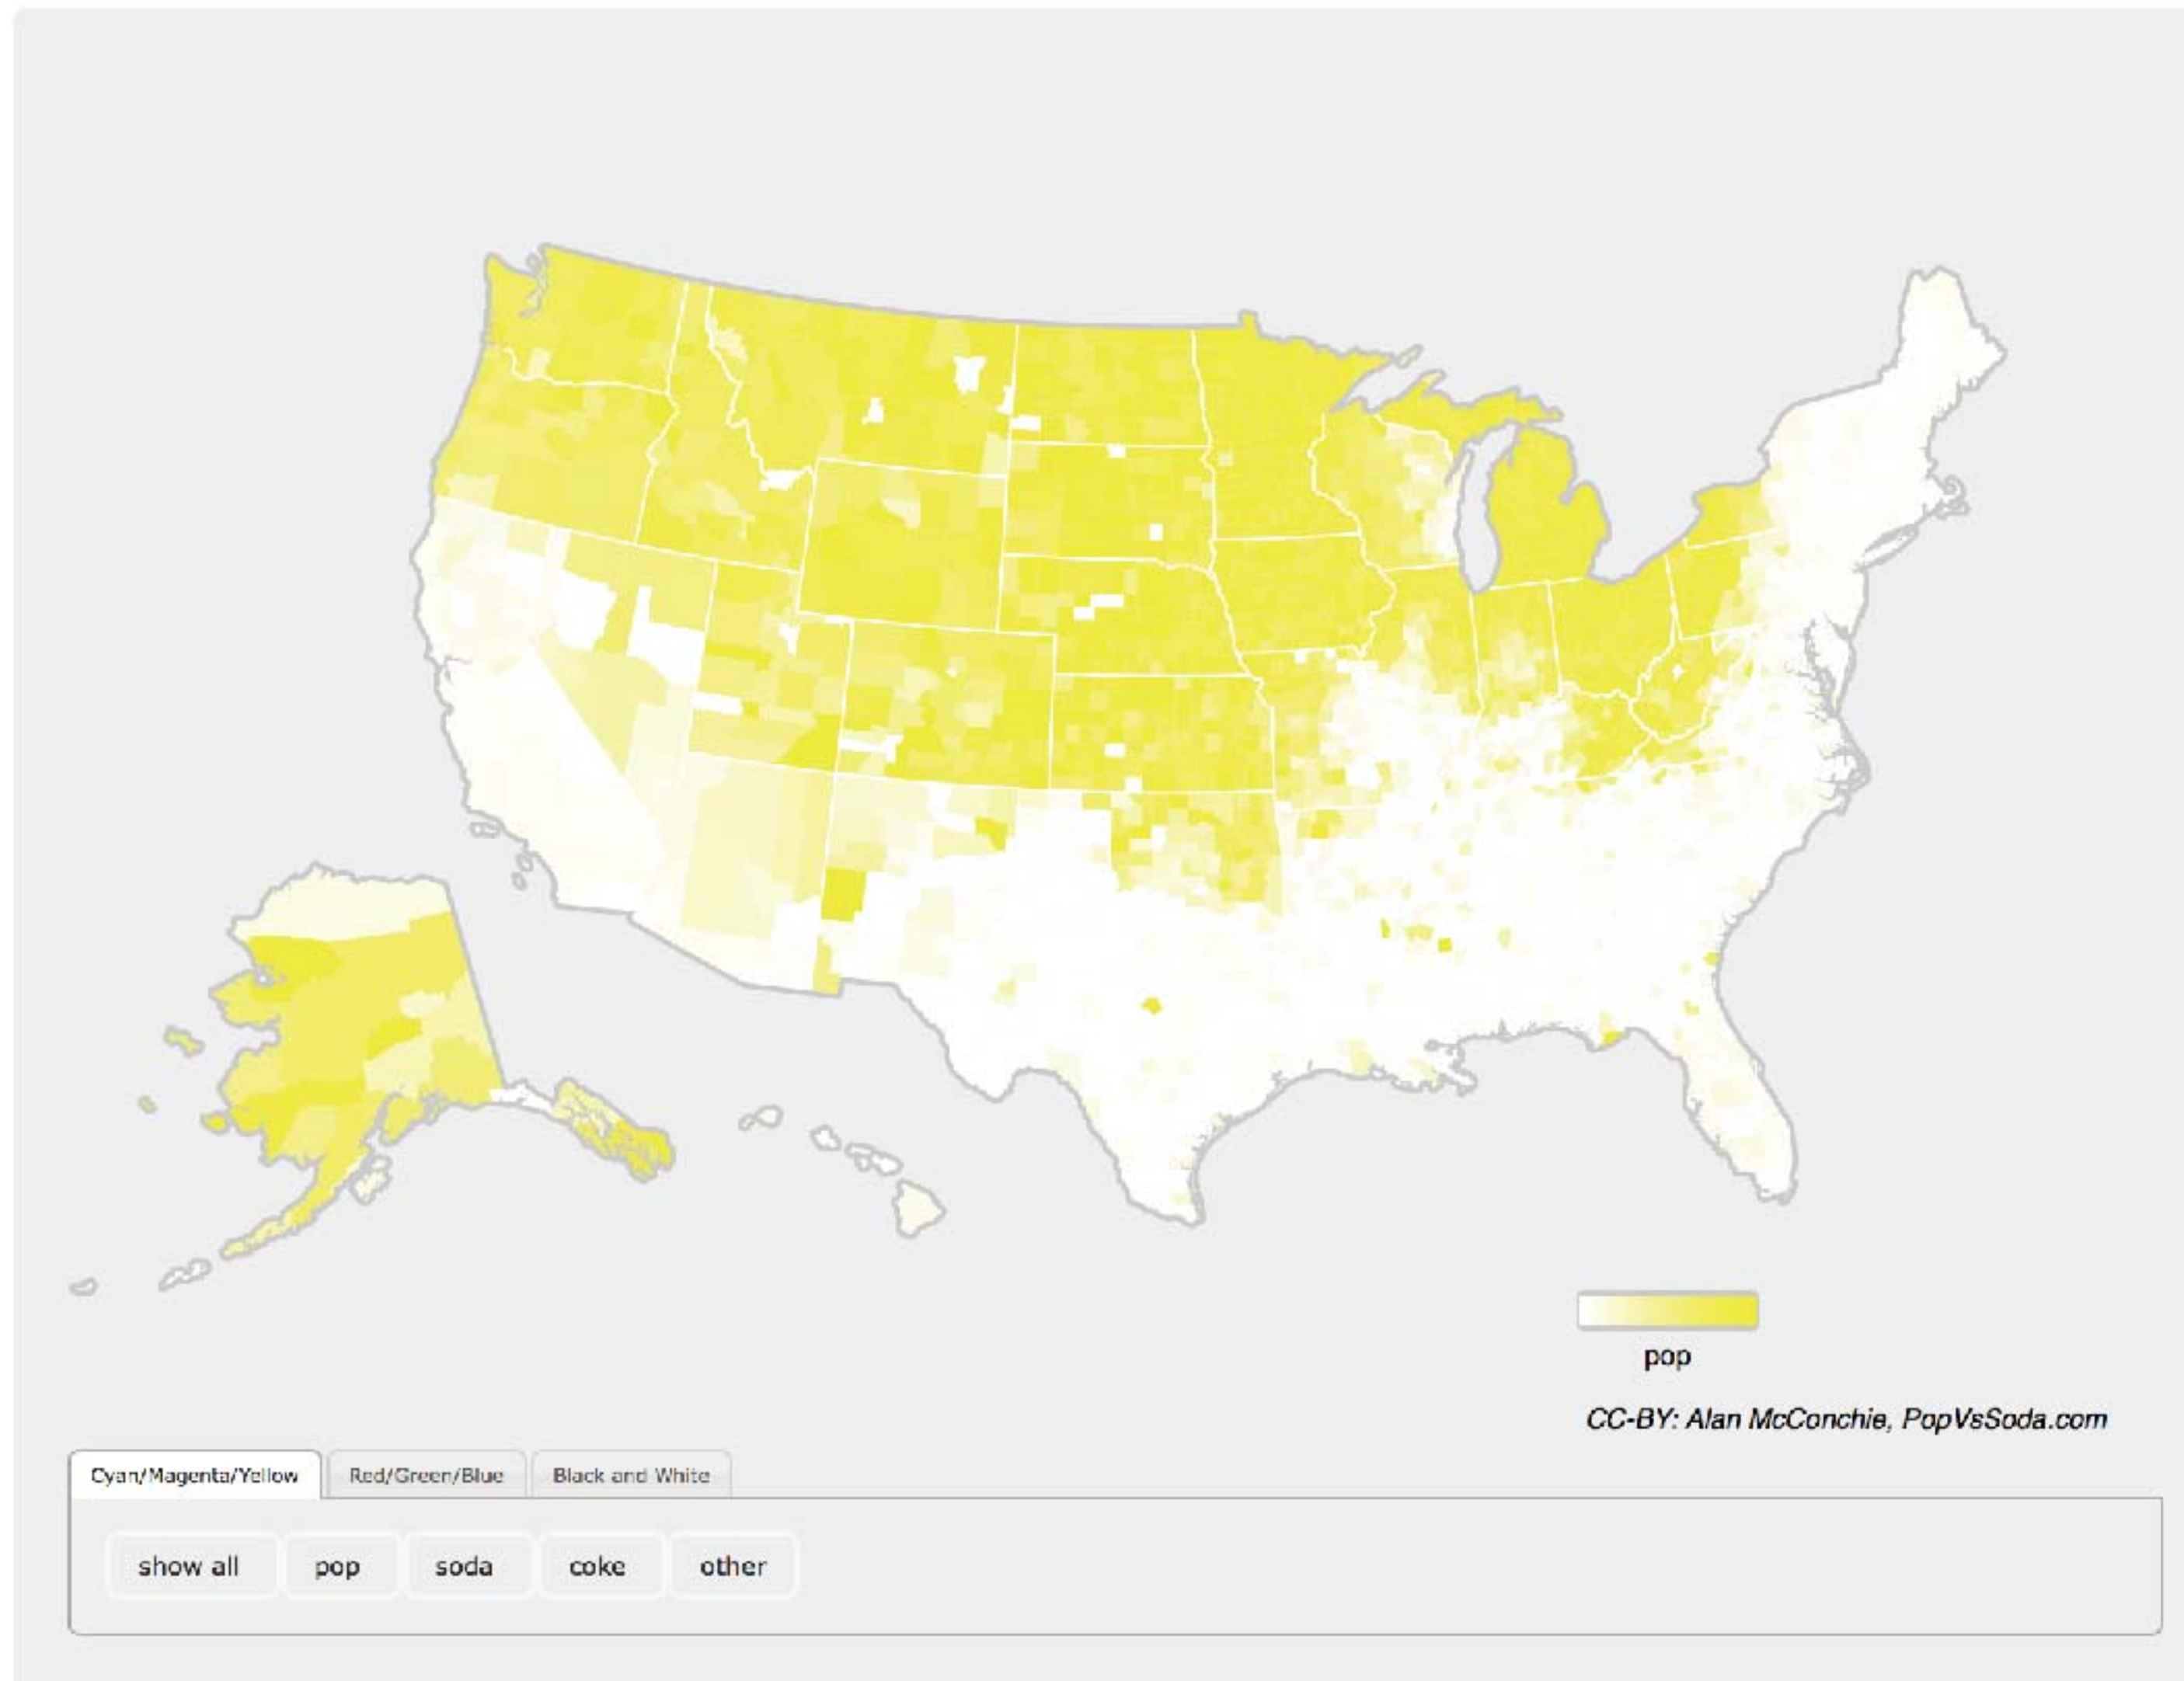 pop
CC-BY: Alan McConchie, PopVsSoda.com
Cyan/Magenta/Yellow Red/Green/Blue Black and White
show all pop soda coke other